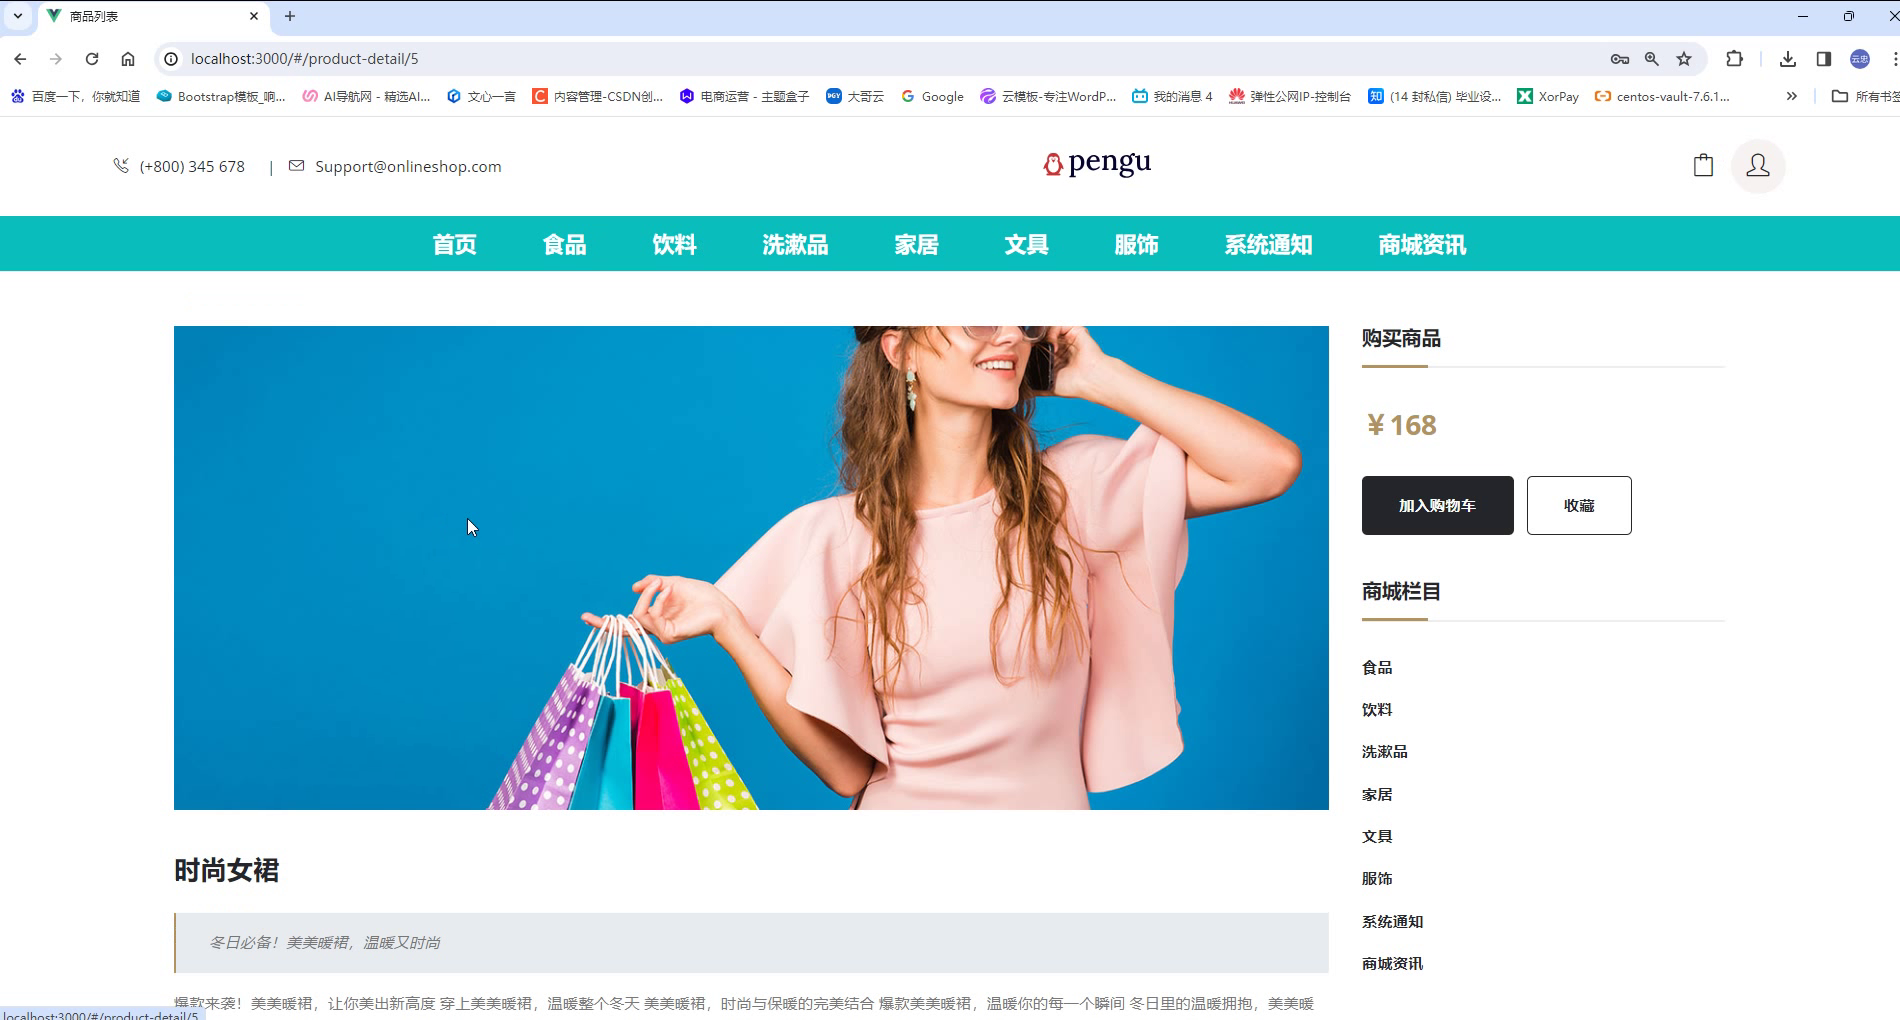 商品列表
localhost:3000/#/product-detail/5
百度一下，你就知道 Bootstrap模板_响... AI导航网 - 精选AI... 文心一言 内容管理-CSDN创... 电商运营 - 主题盒子 大哥云 Google 云模板-专注WordP... 我的消息 4 弹性公网IP-控制台 (14 封私信) 毕业设... XorPay centos-vault-7.6.1... » 所有书签
(+800) 345 678 | Support@onlineshop.com pengu
首页 食品 饮料 洗漱品 家居 文具 服饰 系统通知 商城资讯
购买商品
￥168
加入购物车 收藏
商城栏目
食品
饮料
洗漱品
家居
文具
服饰
系统通知
商城资讯
时尚女裙
冬日必备！美美暖裙，温暖又时尚
爆款来袭！美美暖裙，让你美出新高度 穿上美美暖裙，温暖整个冬天 美美暖裙，时尚与保暖的完美结合 爆款美美暖裙，温暖你的每一个瞬间 冬日里的温暖拥抱，美美暖
localhost:3000/#/product-detail/5